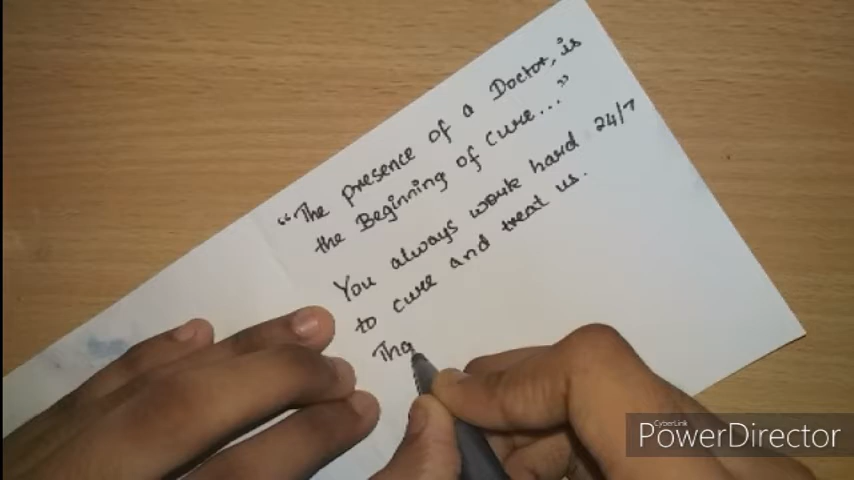 “The presence of a Doctor, is
the Beginning of cure...”
You always work hard 24/7
to cure and treat us.
Tha
CyberLink
PowerDirector